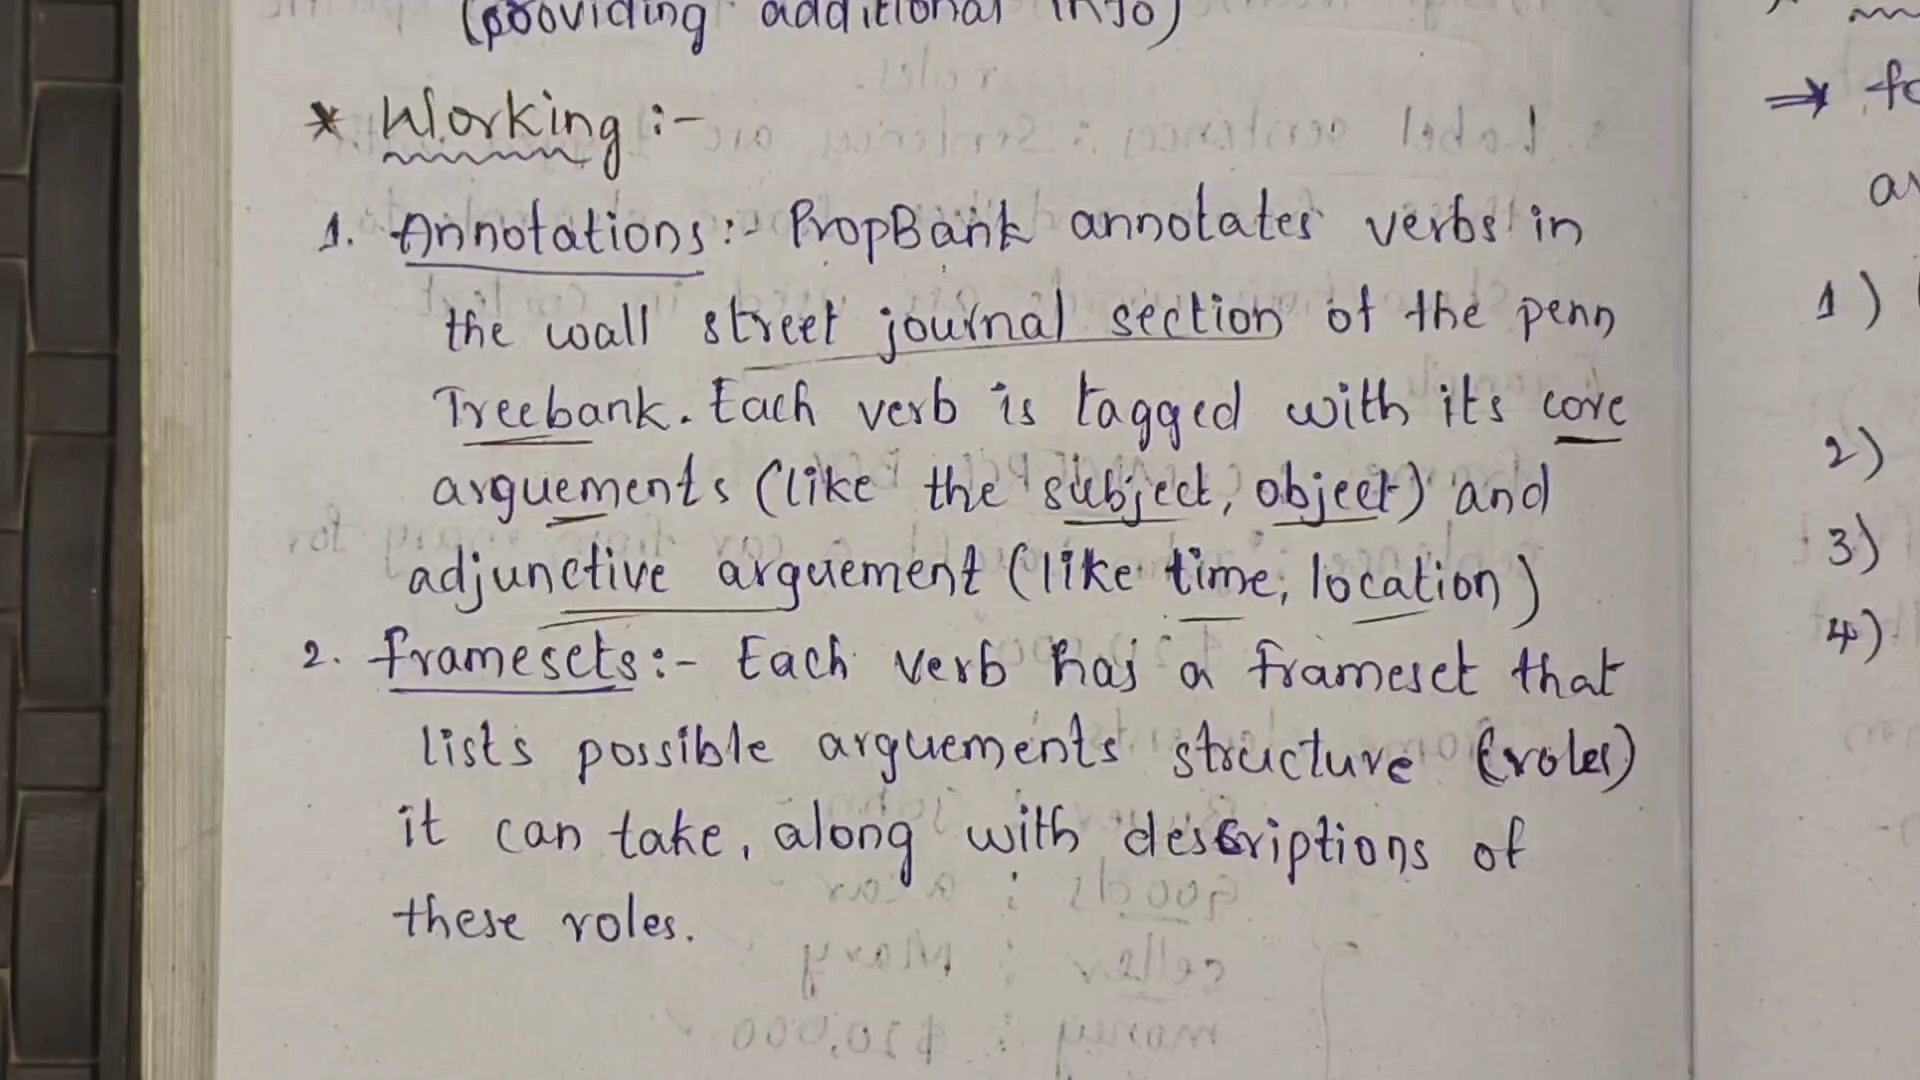 (providing additional info)
* Working :-
1. Annotations :- PropBank annotates verbs in
the wall street journal section of the penn
Treebank. Each verb is tagged with its core
arguements (like the subject, object) and
adjunctive arguement (like time, location)
2. framesets :- Each verb has a frameset that
lists possible arguements structure (roles)
it can take, along with descriptions of
these roles.
⇒ fo
1)
2)
3)
4)